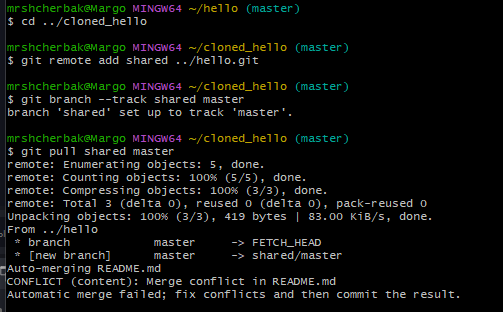 mrshcherbak@Margo MINGW64 ~/hello (master)
$ cd ../cloned_hello
mrshcherbak@Margo MINGW64 ~/cloned_hello (master)
$ git remote add shared ../hello.git
mrshcherbak@Margo MINGW64 ~/cloned_hello (master)
$ git branch --track shared master
branch 'shared' set up to track 'master'.
mrshcherbak@Margo MINGW64 ~/cloned_hello (master)
$ git pull shared master
remote: Enumerating objects: 5, done.
remote: Counting objects: 100% (5/5), done.
remote: Compressing objects: 100% (3/3), done.
remote: Total 3 (delta 0), reused 0 (delta 0), pack-reused 0
Unpacking objects: 100% (3/3), 419 bytes | 83.00 KiB/s, done.
From ../hello
 * branch            master     -> FETCH_HEAD
 * [new branch]      master     -> shared/master
Auto-merging README.md
CONFLICT (content): Merge conflict in README.md
Automatic merge failed; fix conflicts and then commit the result.